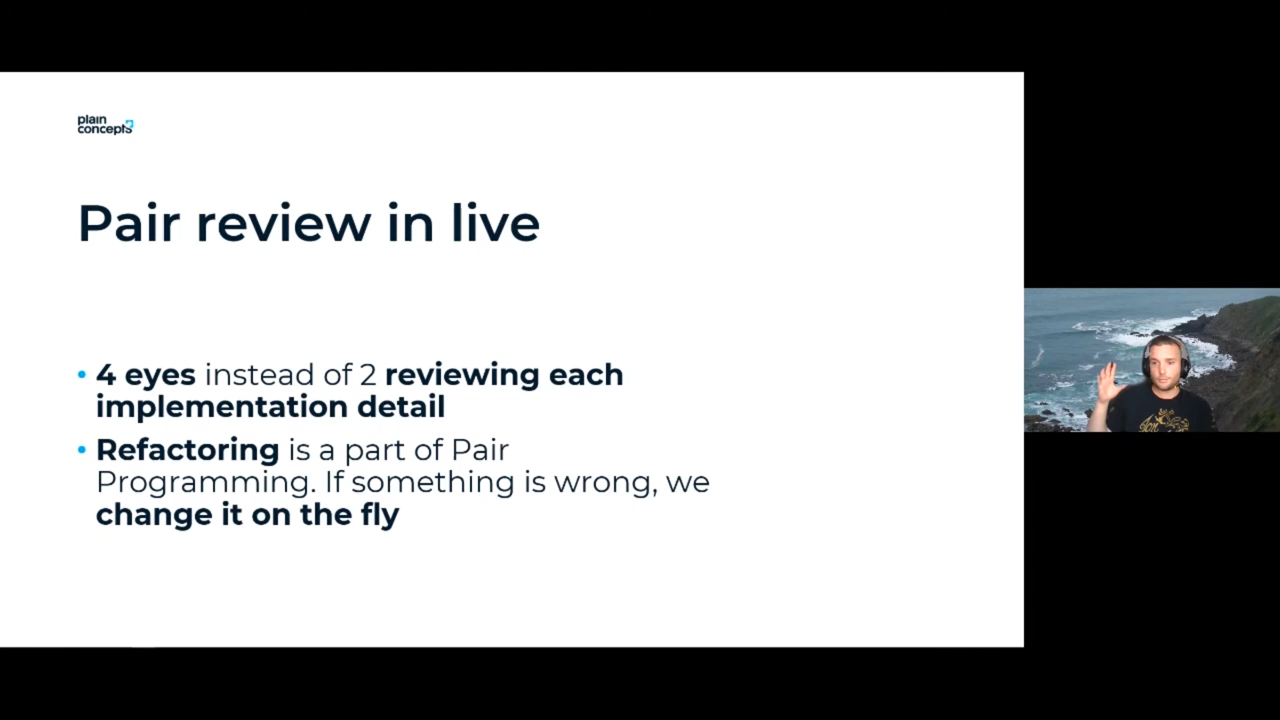 plain
concepts
Pair review in live
• 4 eyes instead of 2 reviewing each
implementation detail
• Refactoring is a part of Pair
Programming. If something is wrong, we
change it on the fly